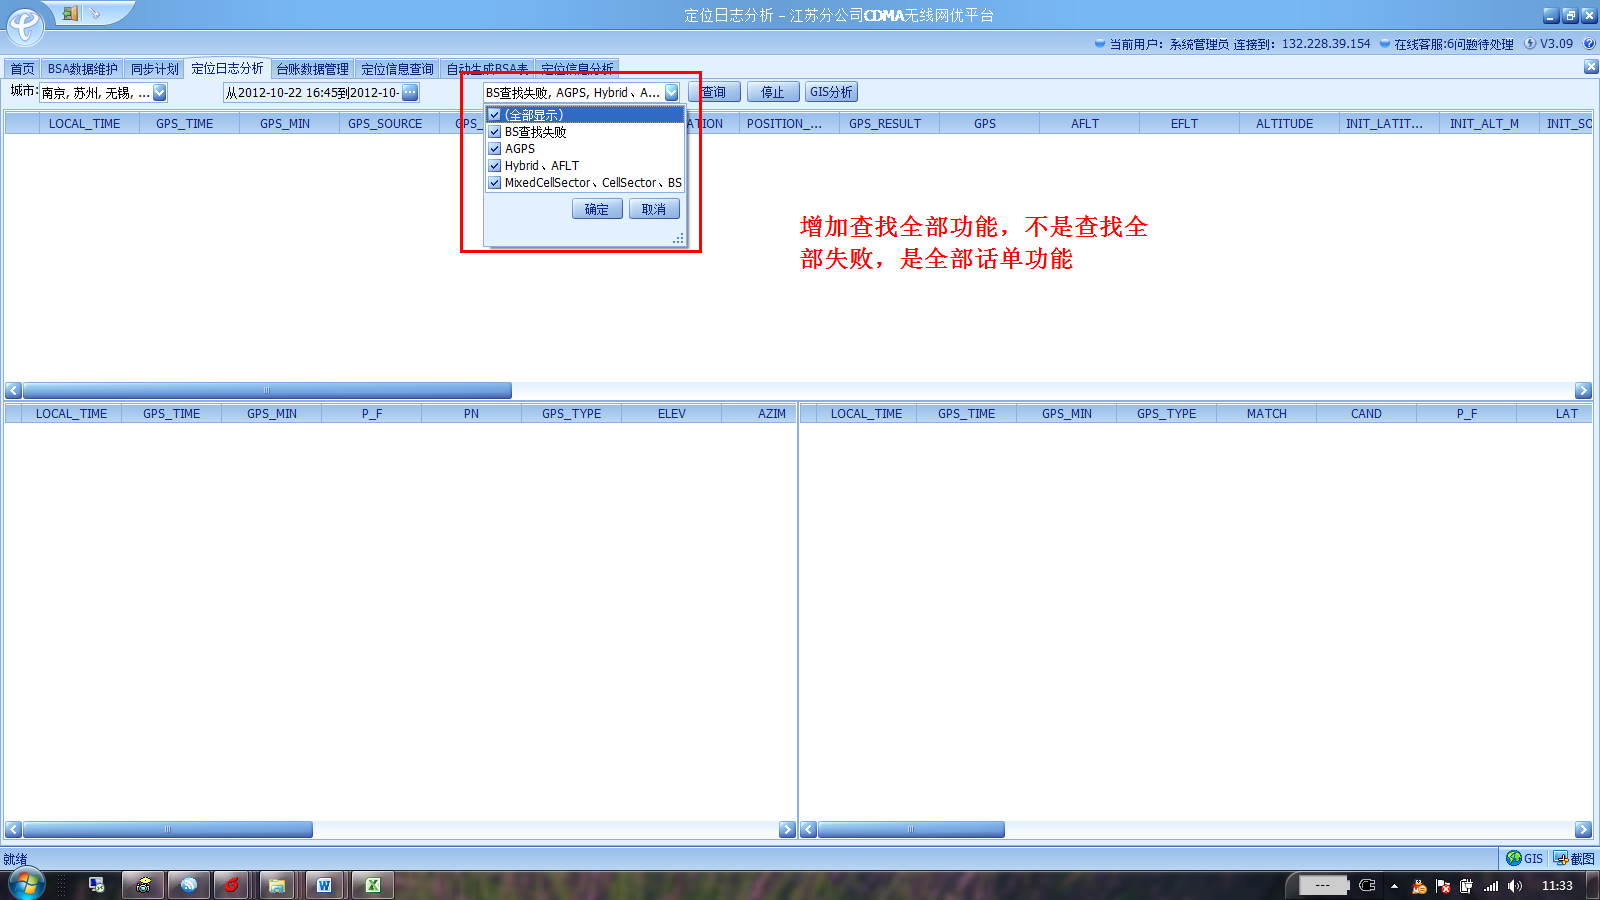 定位日志分析 - 江苏分公司CDMA无线网优平台
当前用户: 系统管理员 连接到: 132.228.39.154 在线客服:6问题待处理 V3.09
首页 BSA数据维护 同步计划 定位日志分析 台账数据管理 定位信息查询 自动生成BSA表 定位信息分析
城市: 南京, 苏州, 无锡, ... 从2012-10-22 16:45到2012-10- BS查找失败, AGPS, Hybrid、A... 查询 停止 GIS分析
LOCAL_TIME GPS_TIME GPS_MIN GPS_SOURCE GPS_ ATION POSITION_... GPS_RESULT GPS AFLT EFLT ALTITUDE INIT_LATIT... INIT_ALT_M INIT_SC
(全部显示)
BS查找失败
AGPS
Hybrid、AFLT
MixedCellSector、CellSector、BS
确定 取消
增加查找全部功能，不是查找全
部失败，是全部话单功能
LOCAL_TIME GPS_TIME GPS_MIN P_F PN GPS_TYPE ELEV AZIM
LOCAL_TIME GPS_TIME GPS_MIN GPS_TYPE MATCH CAND P_F LAT
就绪 GIS 截图
--- 11:33